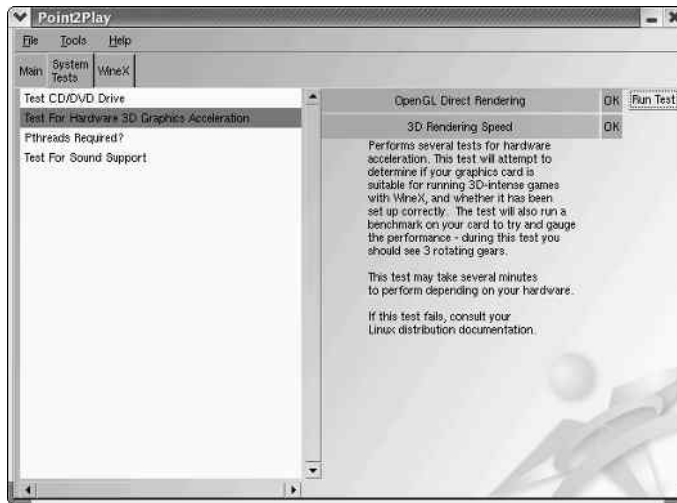 Point2Play
File Tools Help
Main System Tests WineX
Test CD/DVD Drive
Test For Hardware 3D Graphics Acceleration
Pthreads Required?
Test For Sound Support
OpenGL Direct Rendering OK Run Test
3D Rendering Speed OK
Performs several tests for hardware
acceleration. This test will attempt to
determine if your graphics card is
suitable for running 3D-intense games
with WineX, and whether it has been
set up correctly. The test will also run a
benchmark on your card to try and gauge
the performance - during this test you
should see 3 rotating gears.
This test may take several minutes
to perform depending on your hardware.
If this test fails, consult your
Linux distribution documentation.